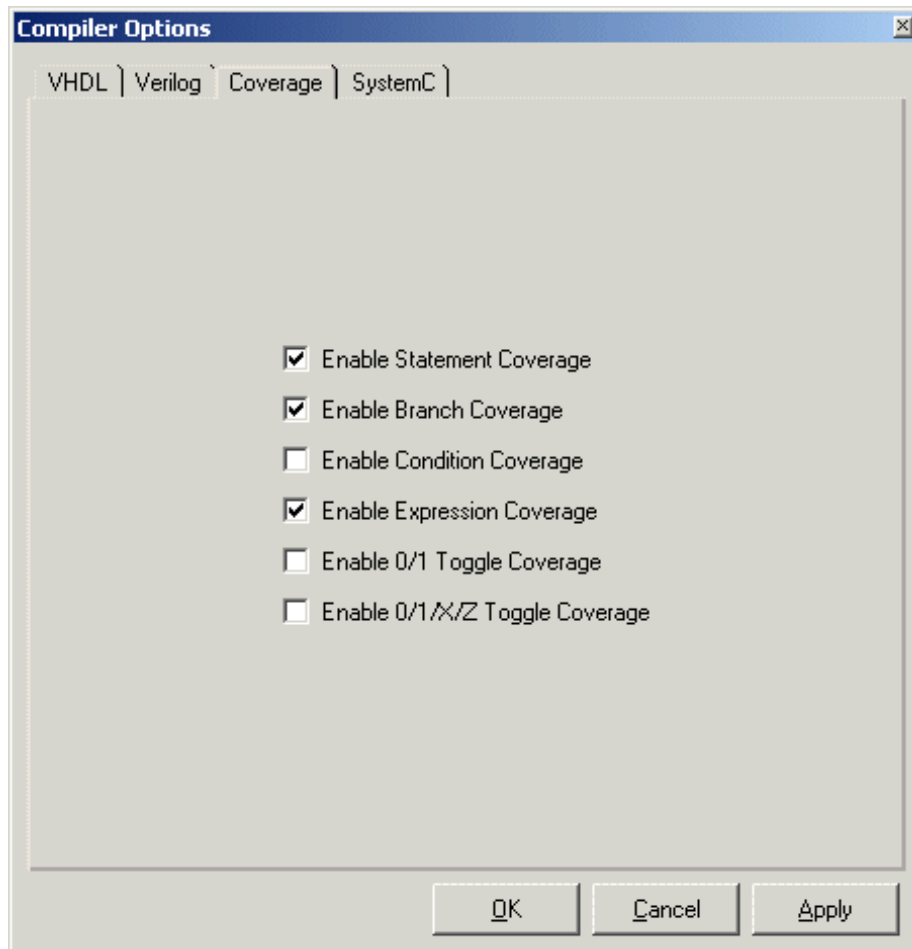 Compiler Options
VHDL Verilog Coverage SystemC
Enable Statement Coverage
Enable Branch Coverage
Enable Condition Coverage
Enable Expression Coverage
Enable 0/1 Toggle Coverage
Enable 0/1/X/Z Toggle Coverage
OK Cancel Apply